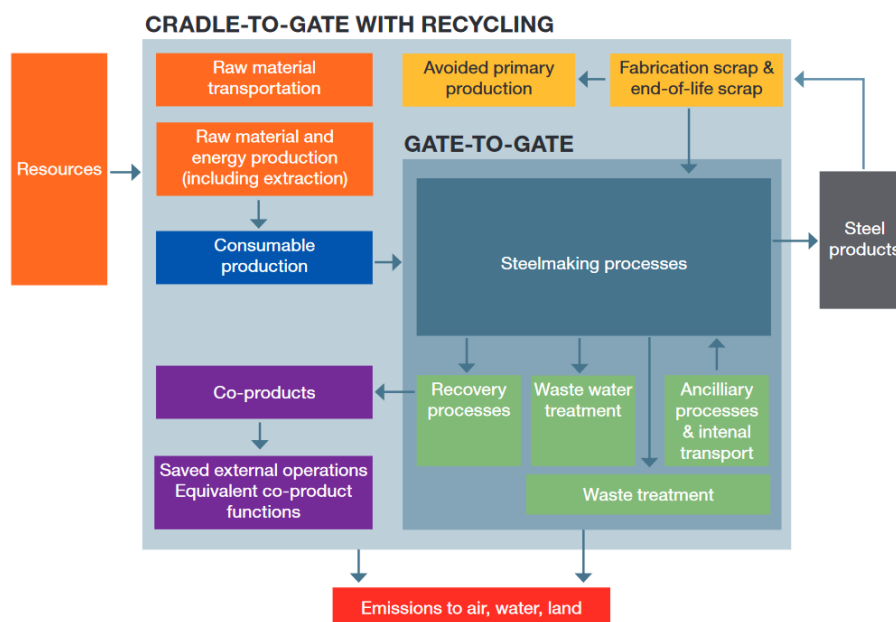 CRADLE-TO-GATE WITH RECYCLING
Resources
Raw material
transportation
Raw material and
energy production
(including extraction)
Consumable
production
Co-products
Saved external operations
Equivalent co-product
functions
Avoided primary
production
Fabrication scrap &
end-of-life scrap
GATE-TO-GATE
Steelmaking processes
Recovery
processes
Waste water
treatment
Ancilliary
processes
& intenal
transport
Waste treatment
Steel
products
Emissions to air, water, land